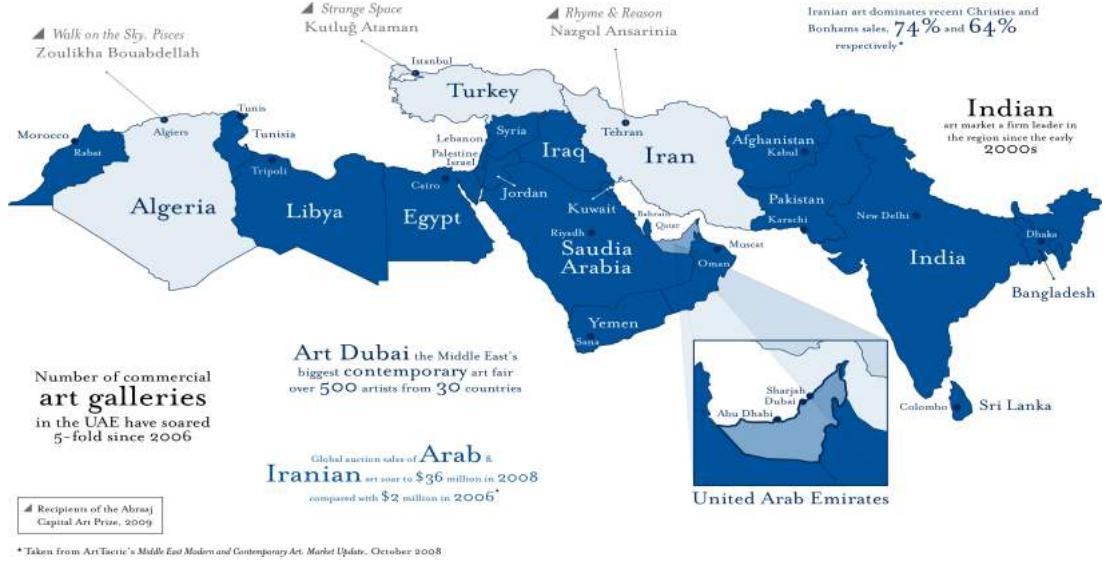 Walk on the Sky. Pisces
Zoulikha Bouabdellah
Strange Space
Kutluğ Ataman
Rhyme & Reason
Nazgol Ansarinia
Iranian art dominates recent Christies and
Bonhams sales, 74% and 64%
respectively*
Indian
art market a firm leader in
the region since the early
2000s
Istanbul
Turkey
Tunis
Morocco
Rabat
Algiers
Tunisia
Tripoli
Lebanon
Syria
Palestine
Israel
Iraq
Tehran
Iran
Afghanistan
Kabul
Cairo
Jordan
Kuwait
Pakistan
Karachi
New Delhi
Algeria
Libya
Egypt
Bahrain
Qatar
Riyadh
Saudia
Arabia
Muscat
Oman
India
Dhaka
Bangladesh
Yemen
Sana
Colombo
Sri Lanka
Sharjah
Dubai
Abu Dhabi
United Arab Emirates
Art Dubai the Middle East's
biggest contemporary art fair
over 500 artists from 30 countries
Number of commercial
art galleries
in the UAE have soared
5-fold since 2006
Global auction sales of Arab &
Iranian art soar to $36 million in 2008
compared with $2 million in 2006*
Recipients of the Abraaj
Capital Art Prize, 2009
* Taken from ArtTactic's Middle East Modern and Contemporary Art. Market Update, October 2008